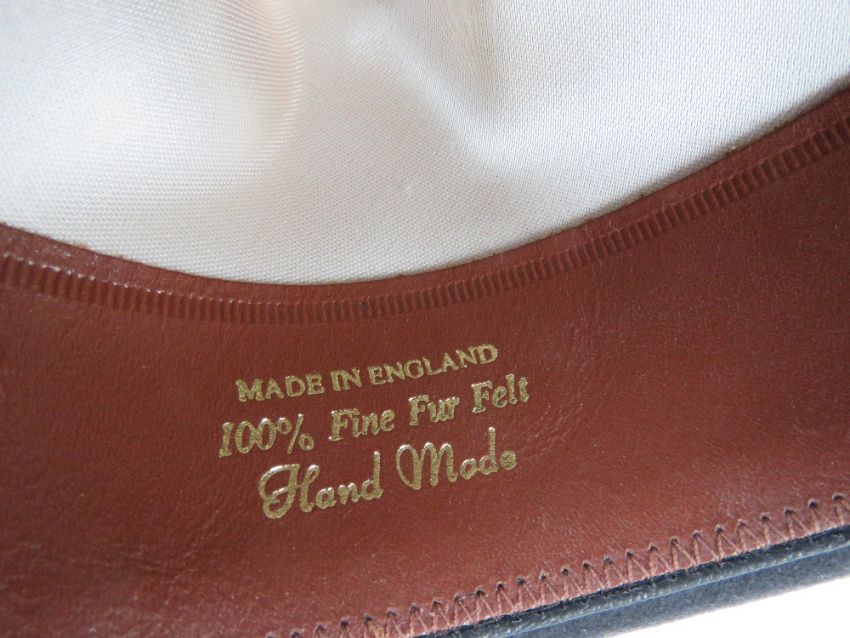 MADE IN ENGLAND
100% Fine Fur Felt
Hand Made